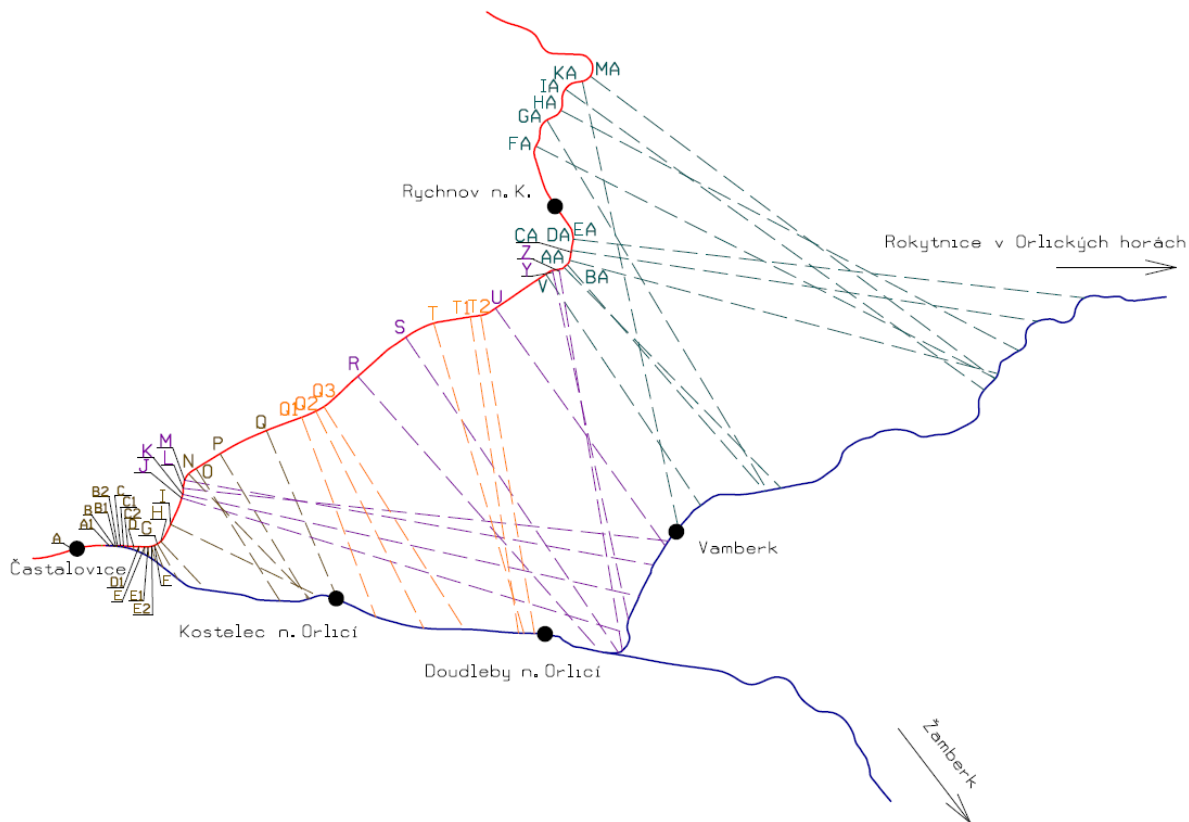 KA MA
IA
HA
GA
FA
Rychnov n.K.
CA DA EA
Z AA
Y V BA
Rokytnice v Orlických horách
U
T T1 T2
S
R
Q1 Q2 Q3
Q
P
N O
M
K L
J
I
H
G
B2 C
B B1 C1
A1 C2
D
A
Častalovice
D1 F
E E1
E2
Kostelec n.Orlicí
Doudleby n.Orlicí
Vamberk
Žamberk